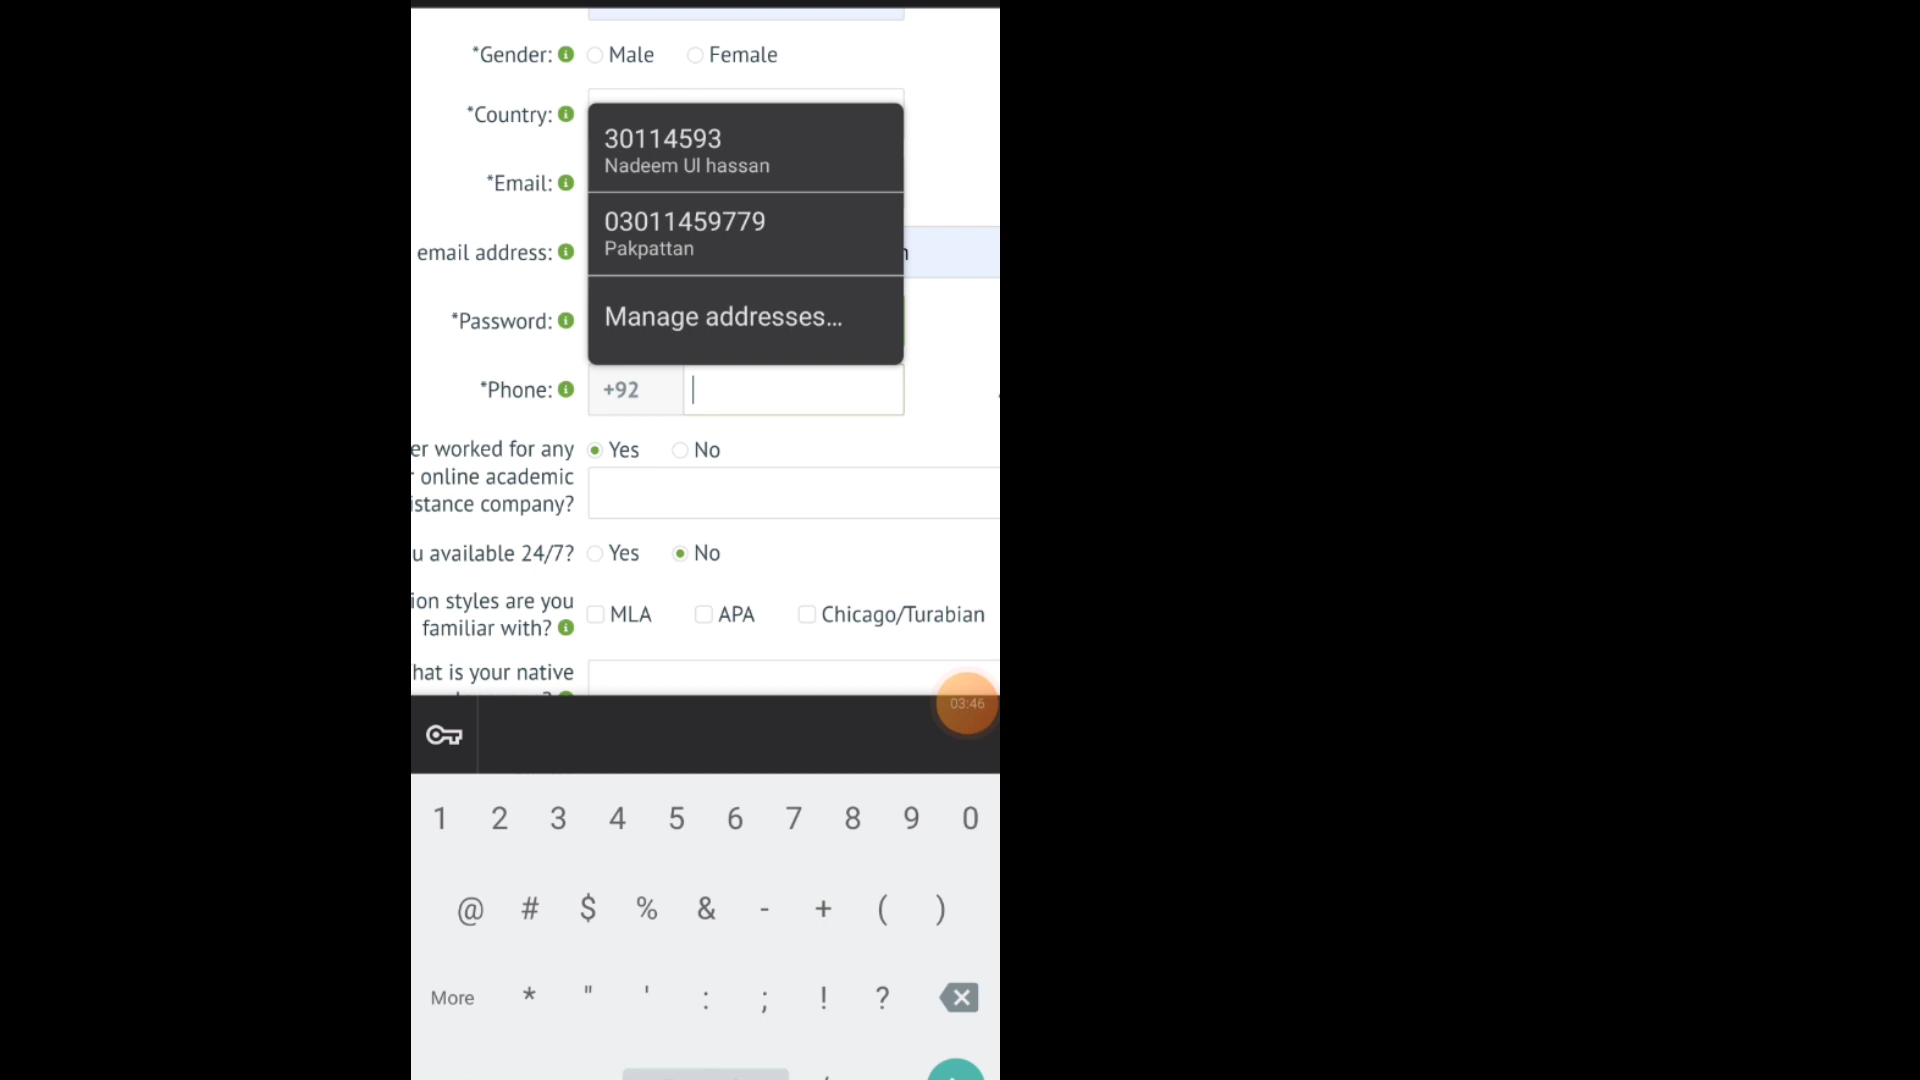 *Gender: Male Female
*Country:
30114593
Nadeem Ul hassan
*Email:
03011459779
Pakpattan
email address:
*Password:
Manage addresses...
*Phone: +92
er worked for any
online academic
istance company?
Yes No
u available 24/7? Yes No
ion styles are you
familiar with?
MLA APA Chicago/Turabian
hat is your native
03:46
1 2 3 4 5 6 7 8 9 0
@ # $ % & - + ( )
More * " ' : ; ! ?